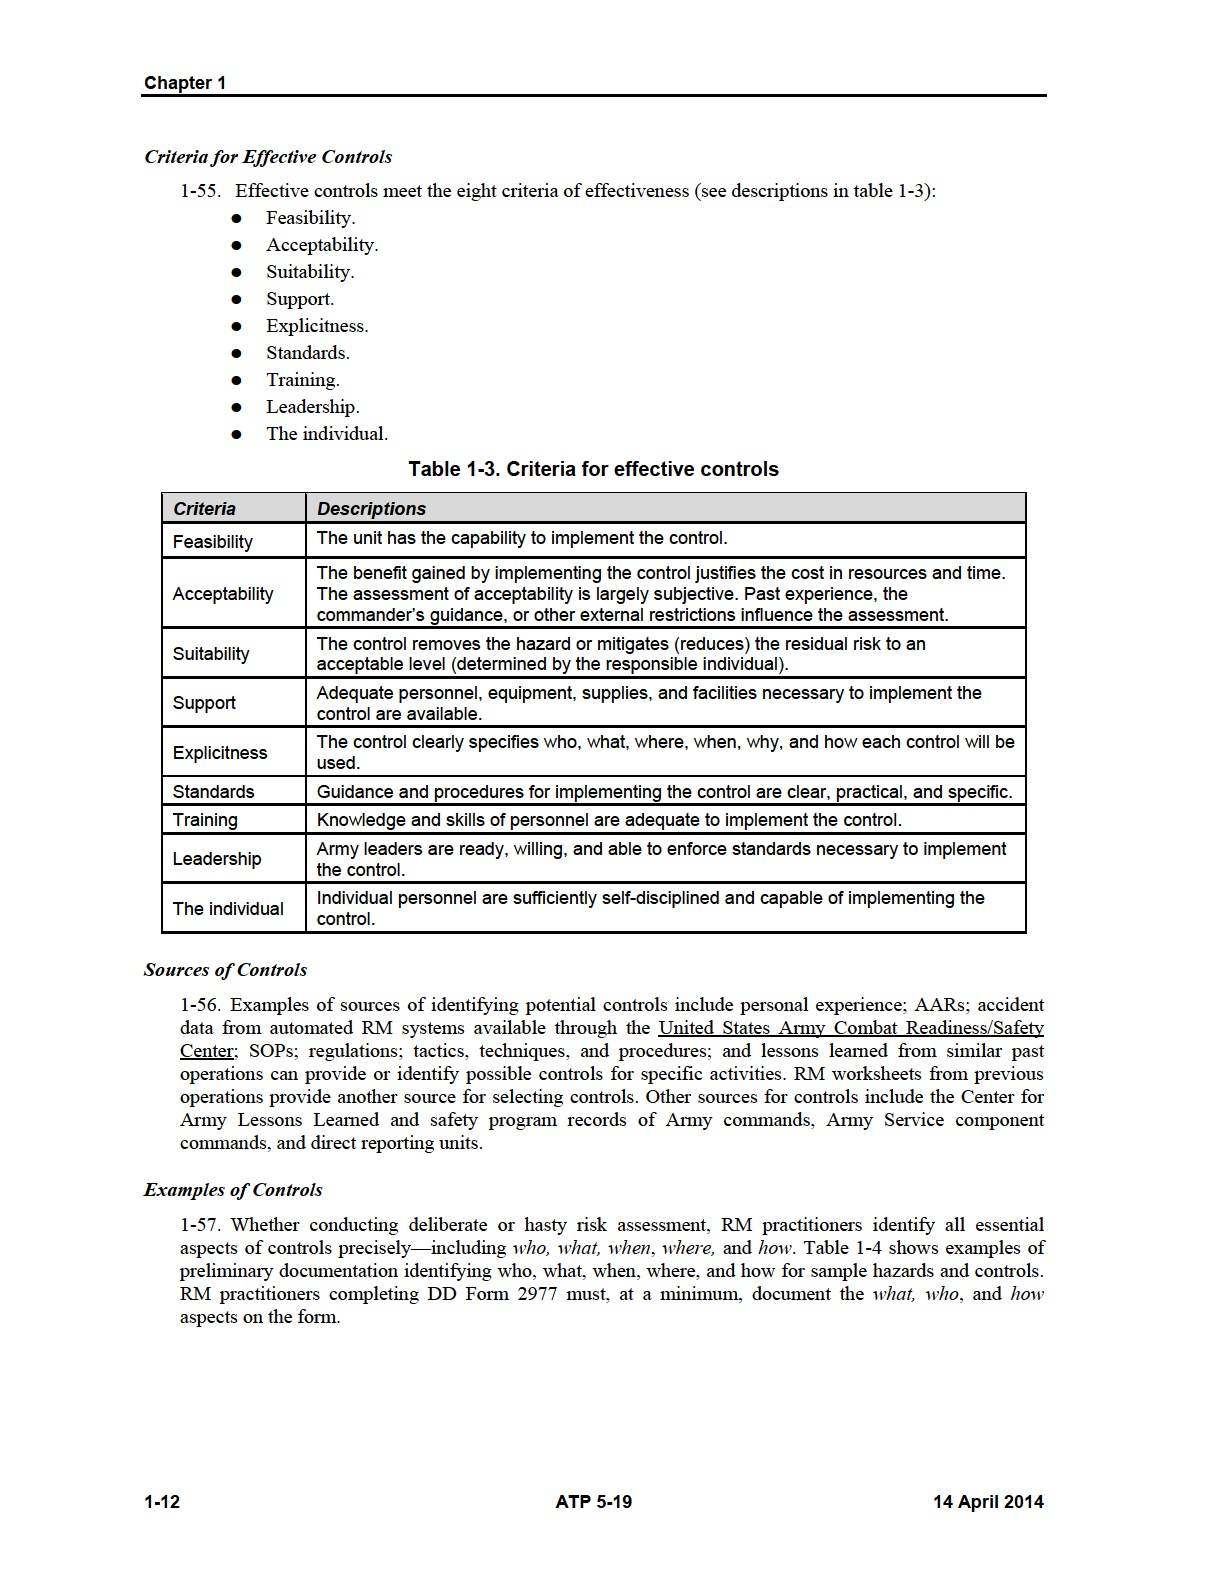 Chapter 1
Criteria for Effective Controls
1-55. Effective controls meet the eight criteria of effectiveness (see descriptions in table 1-3):
● Feasibility.
● Acceptability.
● Suitability.
● Support.
● Explicitness.
● Standards.
● Training.
● Leadership.
● The individual.
Table 1-3. Criteria for effective controls
Criteria Descriptions
Feasibility The unit has the capability to implement the control.
Acceptability The benefit gained by implementing the control justifies the cost in resources and time.
The assessment of acceptability is largely subjective. Past experience, the
commander's guidance, or other external restrictions influence the assessment.
Suitability The control removes the hazard or mitigates (reduces) the residual risk to an
acceptable level (determined by the responsible individual).
Support Adequate personnel, equipment, supplies, and facilities necessary to implement the
control are available.
Explicitness The control clearly specifies who, what, where, when, why, and how each control will be
used.
Standards Guidance and procedures for implementing the control are clear, practical, and specific.
Training Knowledge and skills of personnel are adequate to implement the control.
Leadership Army leaders are ready, willing, and able to enforce standards necessary to implement
the control.
The individual Individual personnel are sufficiently self-disciplined and capable of implementing the
control.
Sources of Controls
1-56. Examples of sources of identifying potential controls include personal experience; AARs; accident
data from automated RM systems available through the United States Army Combat Readiness/Safety
Center; SOPs; regulations; tactics, techniques, and procedures; and lessons learned from similar past
operations can provide or identify possible controls for specific activities. RM worksheets from previous
operations provide another source for selecting controls. Other sources for controls include the Center for
Army Lessons Learned and safety program records of Army commands, Army Service component
commands, and direct reporting units.
Examples of Controls
1-57. Whether conducting deliberate or hasty risk assessment, RM practitioners identify all essential
aspects of controls precisely—including who, what, when, where, and how. Table 1-4 shows examples of
preliminary documentation identifying who, what, when, where, and how for sample hazards and controls.
RM practitioners completing DD Form 2977 must, at a minimum, document the what, who, and how
aspects on the form.
1-12 ATP 5-19 14 April 2014